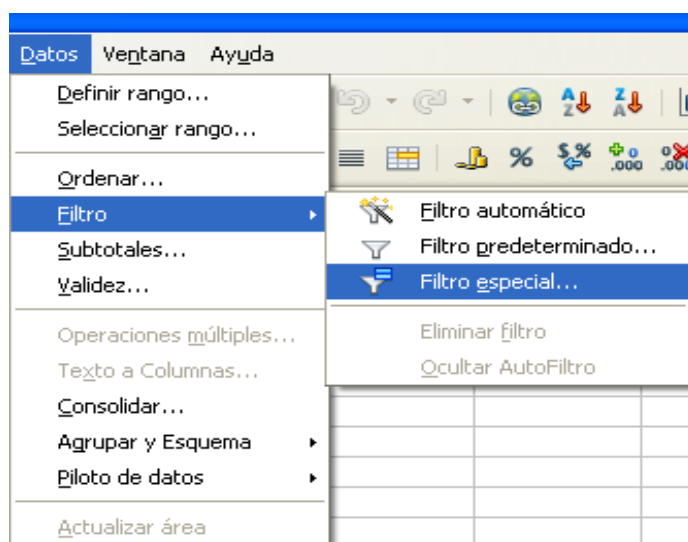 Datos Ventana Ayuda
Definir rango...
Seleccionar rango...
Ordenar...
Filtro
Subtotales...
Validez...
Operaciones múltiples...
Texto a Columnas...
Consolidar...
Agrupar y Esquema
Piloto de datos
Actualizar área
Filtro automático
Filtro predeterminado...
Filtro especial...
Eliminar filtro
Ocultar AutoFiltro